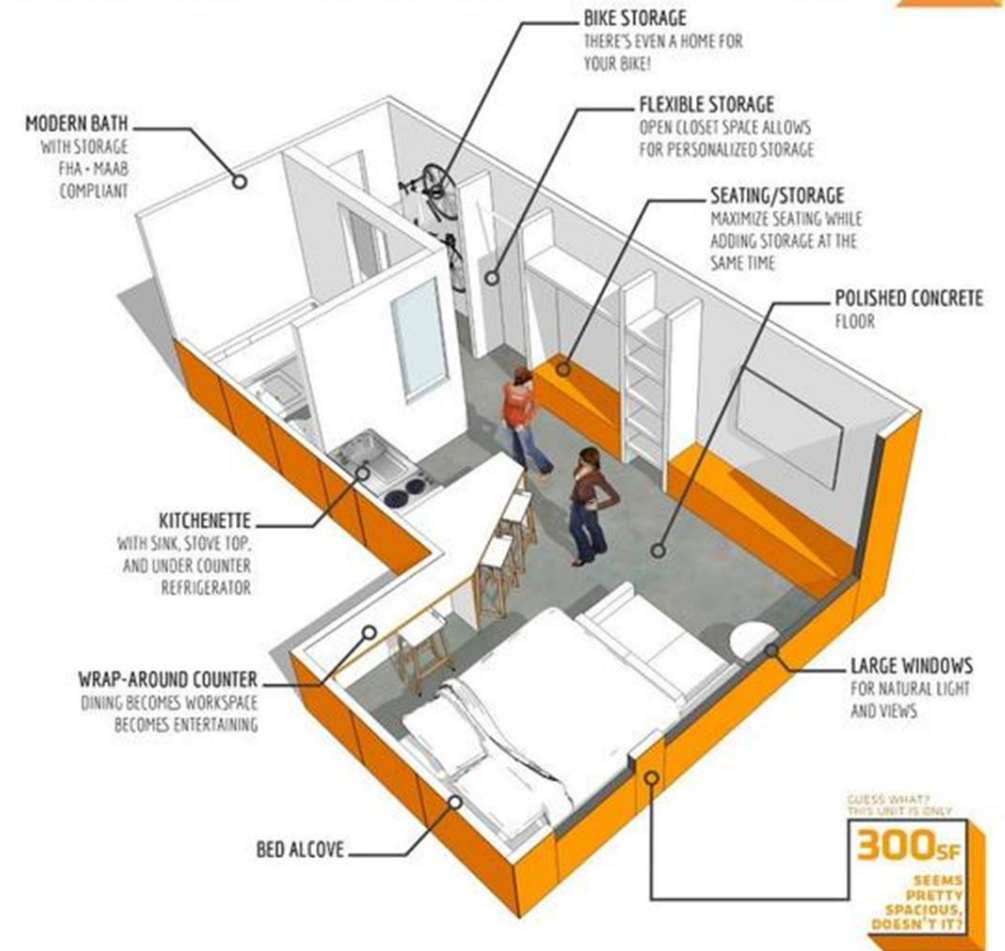 BIKE STORAGE
THERE'S EVEN A HOME FOR
YOUR BIKE!
FLEXIBLE STORAGE
OPEN CLOSET SPACE ALLOWS
FOR PERSONALIZED STORAGE
MODERN BATH
WITH STORAGE
FHA • MAAB
COMPLIANT
SEATING/STORAGE
MAXIMIZE SEATING WHILE
ADDING STORAGE AT THE
SAME TIME
POLISHED CONCRETE
FLOOR
KITCHENETTE
WITH SINK, STOVE TOP,
AND UNDER COUNTER
REFRIGERATOR
WRAP-AROUND COUNTER
DINING BECOMES WORKSPACE
BECOMES ENTERTAINING
LARGE WINDOWS
FOR NATURAL LIGHT
AND VIEWS
BED ALCOVE
GUESS WHAT?
THIS UNIT IS ONLY
300SF
SEEMS
PRETTY
SPACIOUS,
DOESN'T IT?